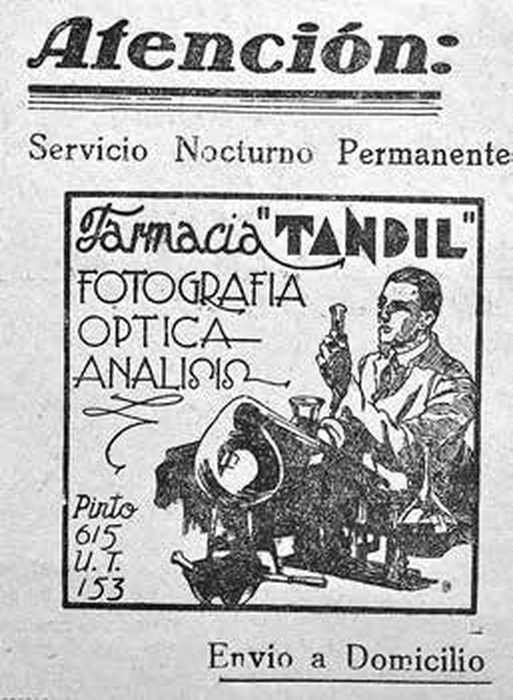 Atención:
Servicio Nocturno Permanente
Farmacia "TANDIL"
FOTOGRAFIA
OPTICA
ANALISIS
Pinto
615
U. T.
153
Envio a Domicilio